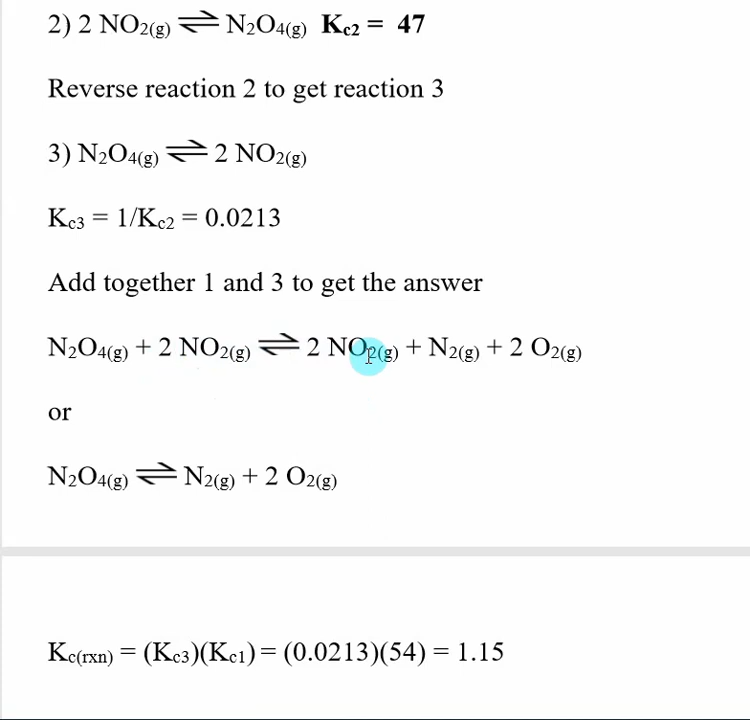 2) 2 NO₂(g) ⇌ N₂O₄(g) Kc2 = 47
Reverse reaction 2 to get reaction 3
3) N₂O₄(g) ⇌ 2 NO₂(g)
Kc3 = 1/Kc2 = 0.0213
Add together 1 and 3 to get the answer
N₂O₄(g) + 2 NO₂(g) ⇌ 2 NO₂(g) + N₂(g) + 2 O₂(g)
or
N₂O₄(g) ⇌ N₂(g) + 2 O₂(g)
Kc(rxn) = (Kc3)(Kc1) = (0.0213)(54) = 1.15